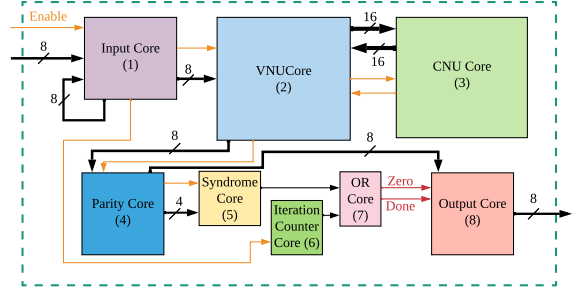 Enable
8
Input Core
(1)
8
8
16
16
VNUCore
(2)
CNU Core
(3)
8
8
Parity Core
(4)
4
Syndrome
Core
(5)
Iteration
Counter
Core (6)
OR
Core
(7)
Zero
Done
Output Core
(8)
8